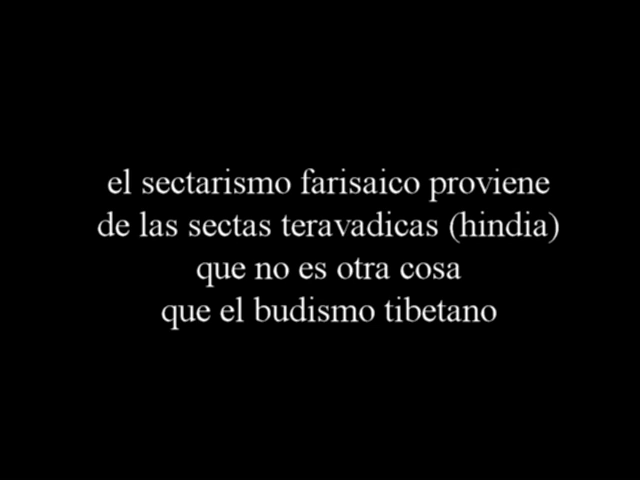 el sectarismo farisaico proviene
de las sectas teravadicas (hindia)
que no es otra cosa
que el budismo tibetano